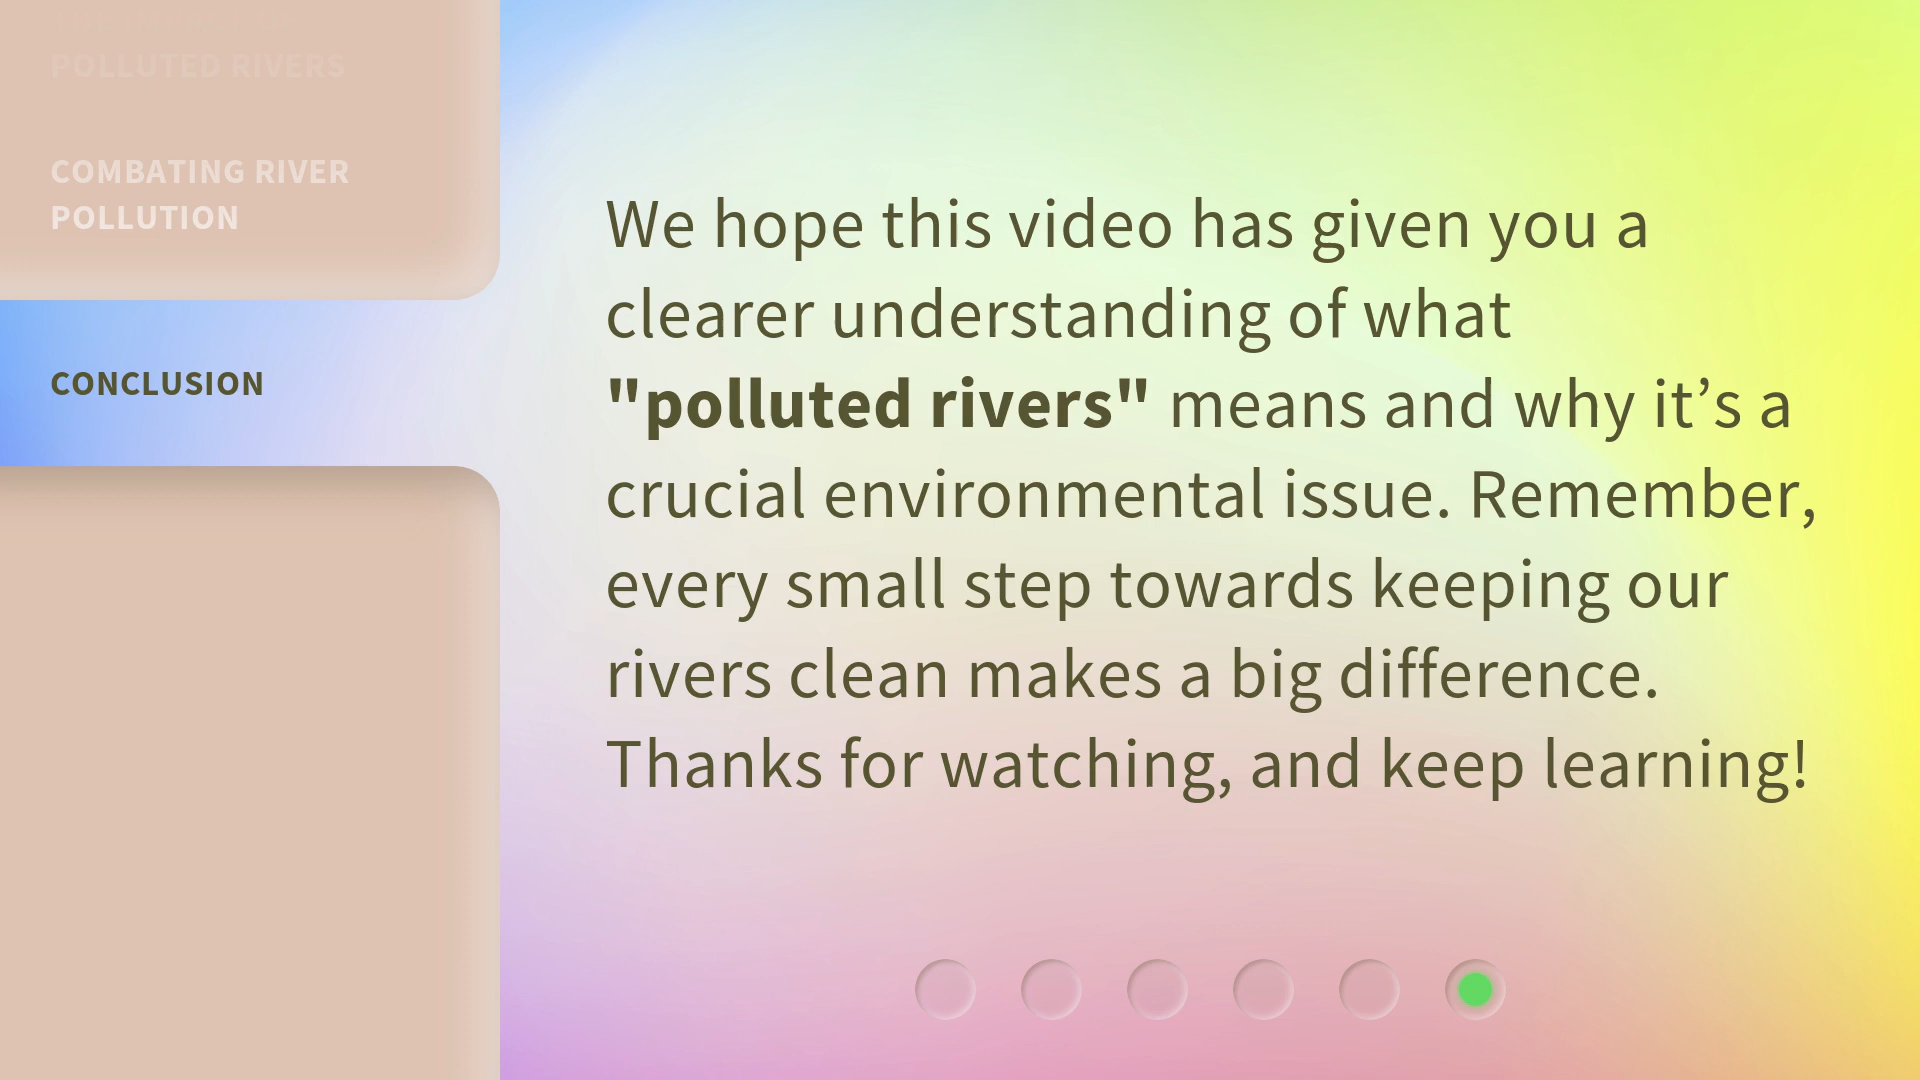 POLLUTED RIVERS
COMBATING RIVER
POLLUTION
CONCLUSION
We hope this video has given you a
clearer understanding of what
"polluted rivers" means and why it’s a
crucial environmental issue. Remember,
every small step towards keeping our
rivers clean makes a big difference.
Thanks for watching, and keep learning!